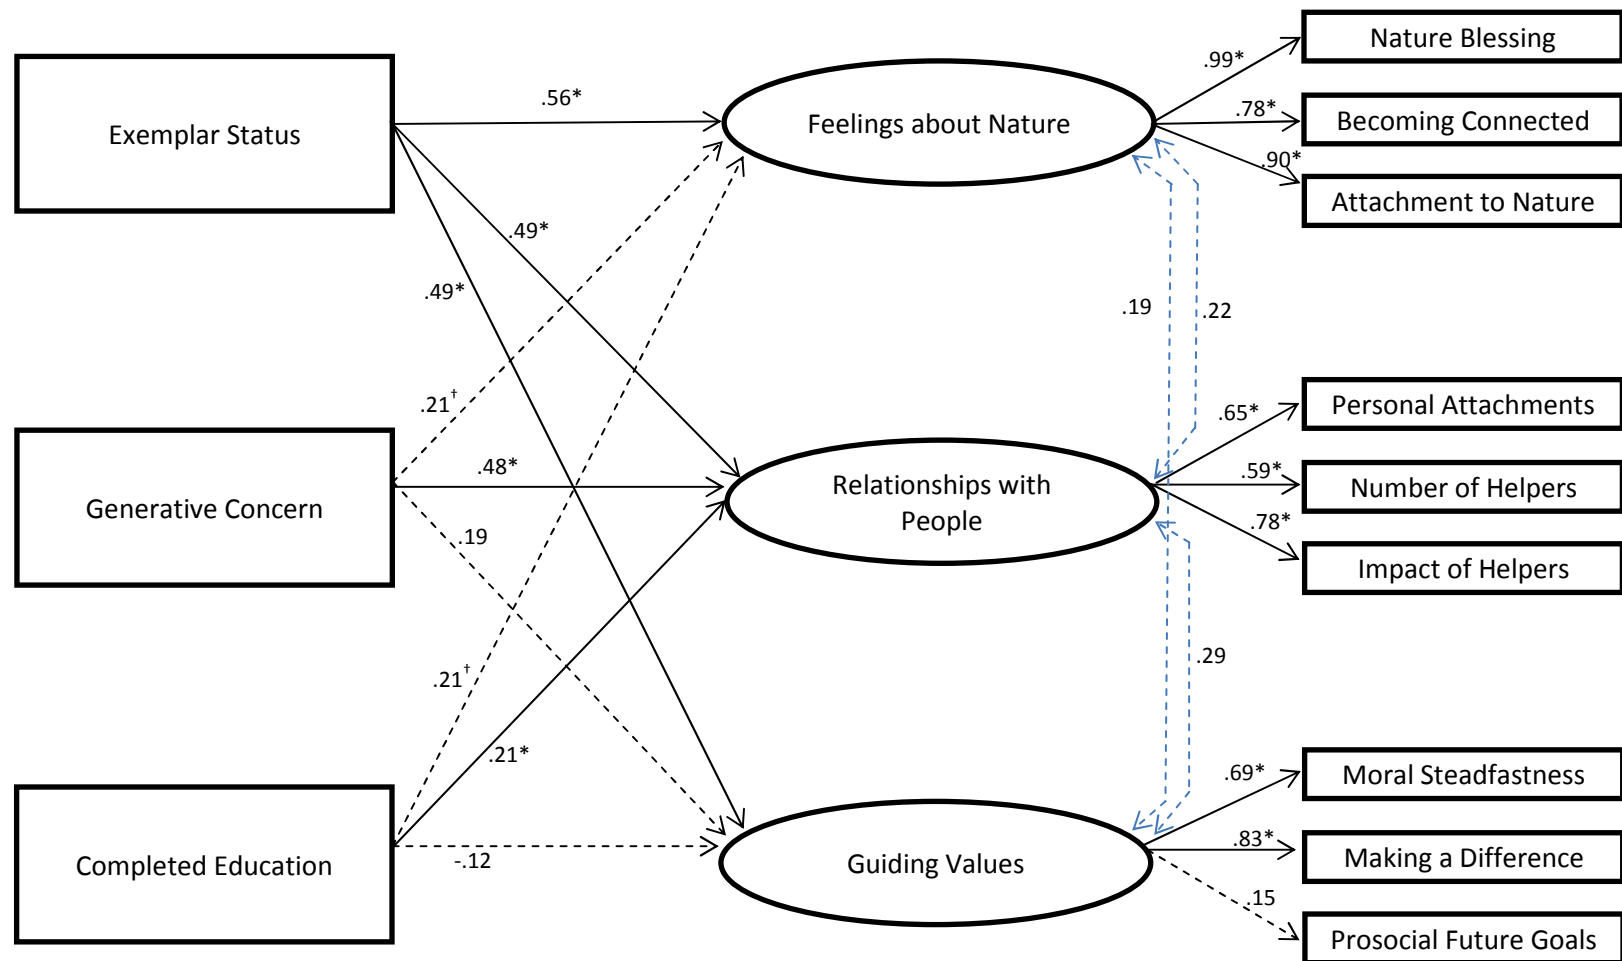 Nature Blessing
.99*
.56*
.78*
Exemplar Status
Feelings about Nature
Becoming Connected
.90*
Attachment to Nature
.49*
.49*
.19
.22
.21†
.65*
Personal Attachments
.48*
Generative Concern
Relationships with
People
.59*
Number of Helpers
.19
.78*
Impact of Helpers
.21†
.29
.21*
.69*
Moral Steadfastness
Completed Education
-.12
Guiding Values
.83*
Making a Difference
.15
Prosocial Future Goals